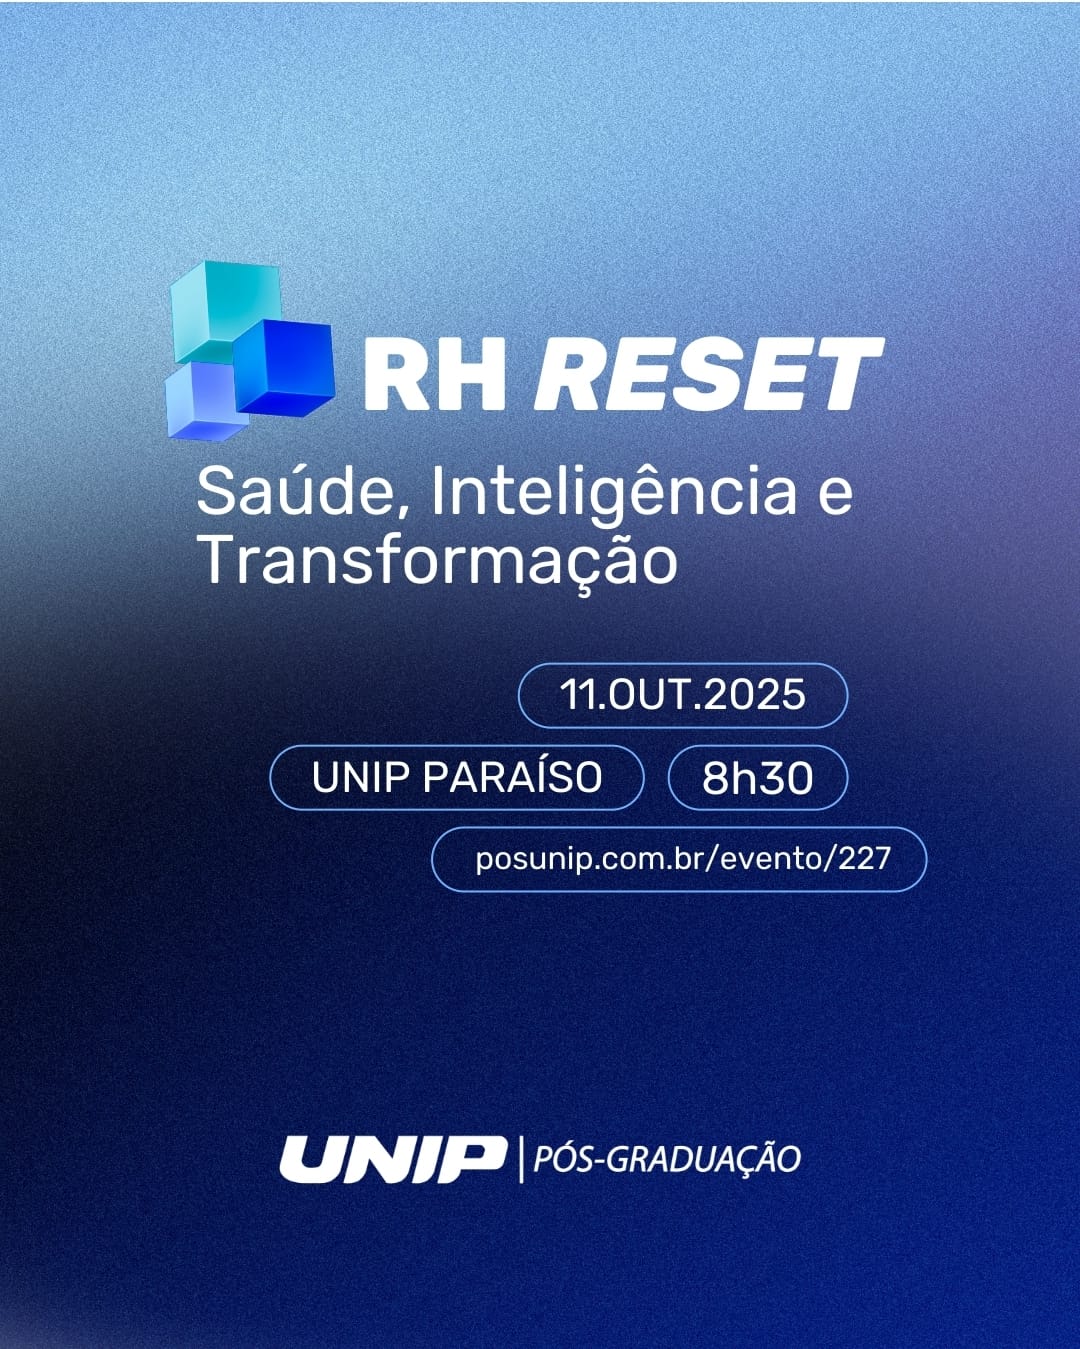 RH RESET
Saúde, Inteligência e
Transformação
11.OUT.2025
UNIP PARAÍSO
8h30
posunip.com.br/evento/227
UNIP | PÓS-GRADUAÇÃO